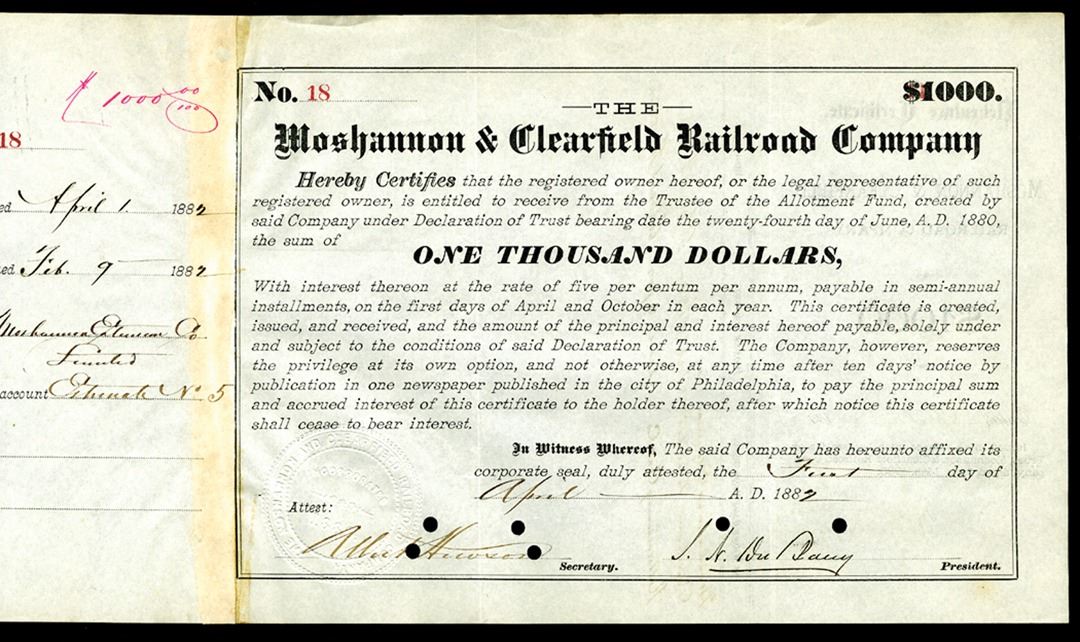 $ 1000 00/100
18
ed April 1. 1882
ed Feb. 9 1882
Moshannon Extension Co
Limited
account Estimate No 5
No. 18
$1000.
THE
Moshannon & Clearfield Railroad Company
Hereby Certifies that the registered owner hereof, or the legal representative of such
registered owner, is entitled to receive from the Trustee of the Allotment Fund, created by
said Company under Declaration of Trust bearing date the twenty-fourth day of June, A. D. 1880,
the sum of
ONE THOUSAND DOLLARS,
With interest thereon at the rate of five per centum per annum, payable in semi-annual
installments, on the first days of April and October in each year. This certificate is created,
issued, and received, and the amount of the principal and interest hereof payable, solely under
and subject to the conditions of said Declaration of Trust. The Company, however, reserves
the privilege at its own option, and not otherwise, at any time after ten days' notice by
publication in one newspaper published in the city of Philadelphia, to pay the principal sum
and accrued interest of this certificate to the holder thereof, after which notice this certificate
shall cease to bear interest.
In Witness Whereof, The said Company has hereunto affixed its
corporate seal, duly attested, the First day of
April A. D. 1882
Attest:
Albert Hewson
Secretary.
President.